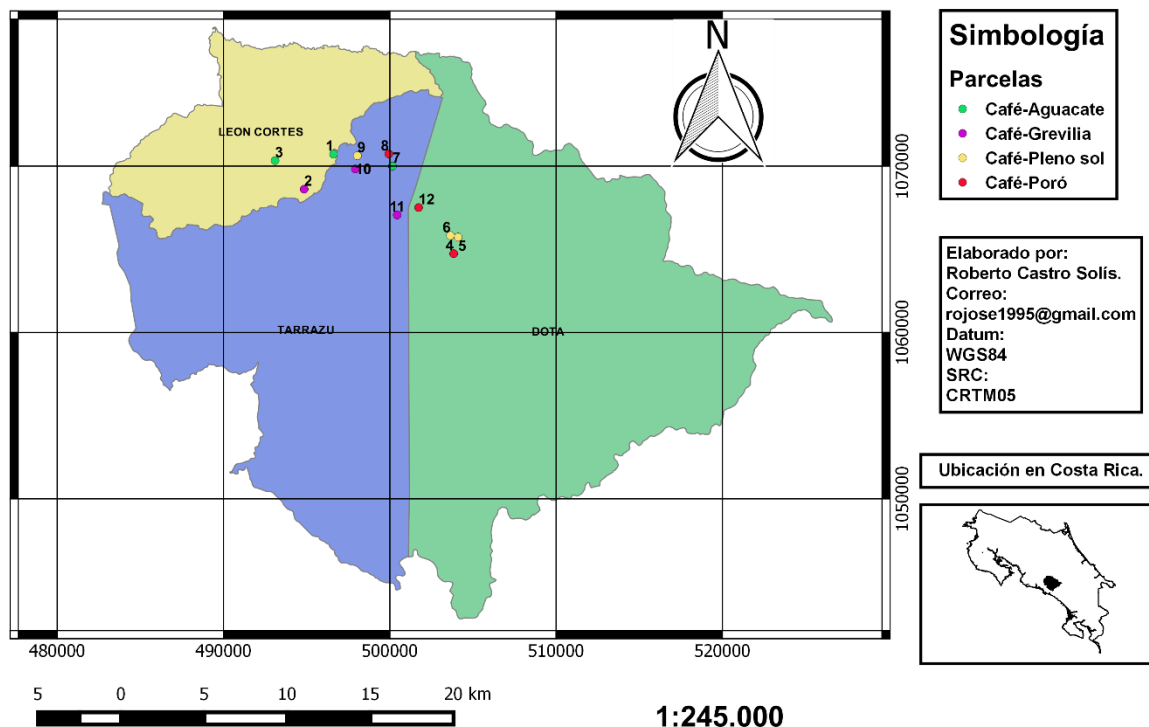 N
LEON CORTES
1
9
8
3
7
10
2
11
12
6
4
5
TARRAZU
DOTA
1070000
1060000
1050000
480000
490000
500000
510000
520000
5
0
5
10
15
20 km
1:245.000
Simbología
Parcelas
Café-Aguacate
Café-Grevilia
Café-Pleno sol
Café-Poró
Elaborado por:
Roberto Castro Solís.
Correo:
rojose1995@gmail.com
Datum:
WGS84
SRC:
CRTM05
Ubicación en Costa Rica.